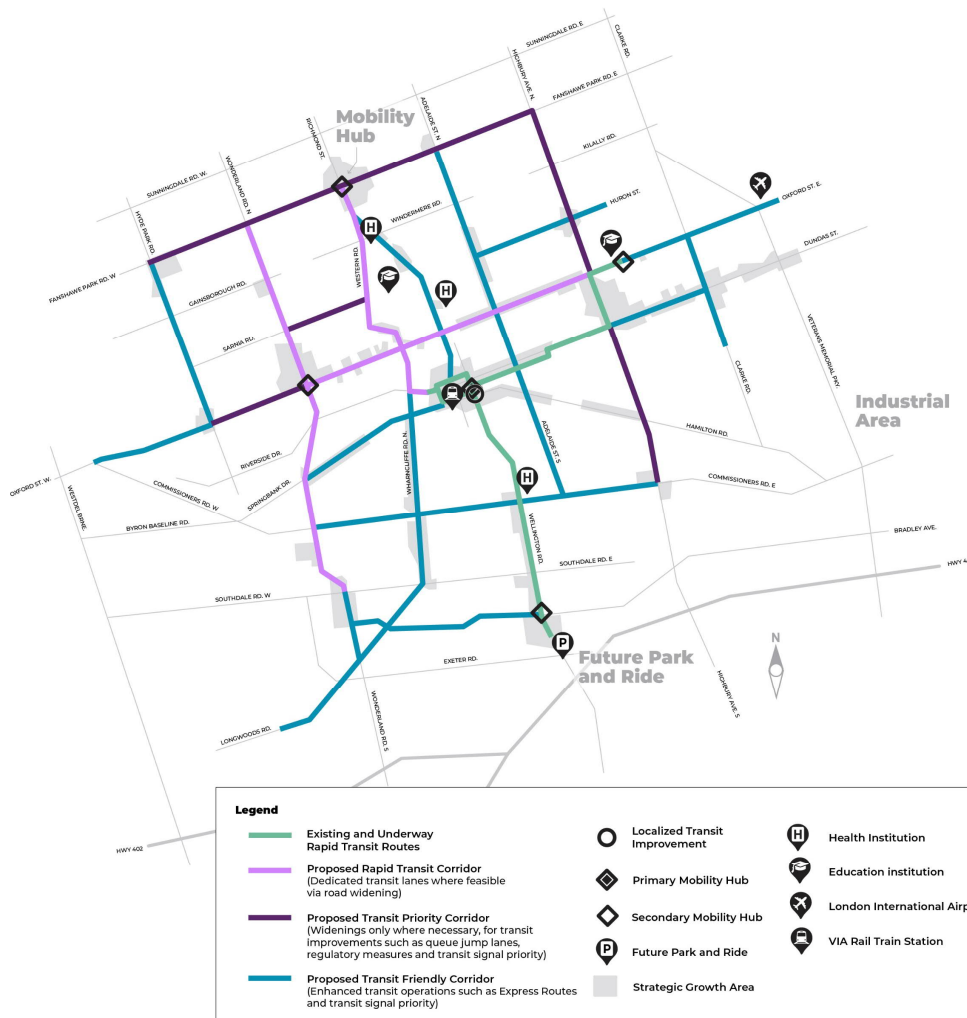 SUNNINGDALE RD. E
CLARKE RD.
HIGHBURY AVE. N
FANSHAWE PARK RD. E
ADELAIDE ST. N
Mobility
Hub
RICHMOND ST.
KILALLY RD.
WONDERLAND RD. N
SUNNINGDALE RD. W.
HYDE PARK RD.
WINDERMERE RD.
HURON ST.
OXFORD ST. E.
DUNDAS ST.
WESTERN RD.
FANSHAWE PARK RD. W
GAINSBOROUGH RD.
SARNIA RD.
VETERANS MEMORIAL PKY.
CLARKE RD.
Industrial
Area
HAMILTON RD.
ADELAIDE ST. S
RIVERSIDE DR.
WHARNCLIFFE RD. N.
SPRINGBANK DR.
OXFORD ST. W.
COMMISSIONERS RD. W
COMMISSIONERS RD. E
WESTDEL BRNE.
BYRON BASELINE RD.
WELLINGTON RD.
BRADLEY AVE.
SOUTHDALE RD. E
HWY 4
SOUTHDALE RD. W
N
P
Future Park
and Ride
EXETER RD.
HIGHBURY AVE. S
WONDERLAND RD. S
LONGWOODS RD.
HWY 402
H
H
H
Legend
Existing and Underway
Rapid Transit Routes
Proposed Rapid Transit Corridor
(Dedicated transit lanes where feasible
via road widening)
Proposed Transit Priority Corridor
(Widenings only where necessary, for transit
improvements such as queue jump lanes,
regulatory measures and transit signal priority)
Proposed Transit Friendly Corridor
(Enhanced transit operations such as Express Routes
and transit signal priority)
Localized Transit
Improvement
Primary Mobility Hub
Secondary Mobility Hub
P
Future Park and Ride
Strategic Growth Area
H
Health Institution
Education institution
London International Airp
VIA Rail Train Station